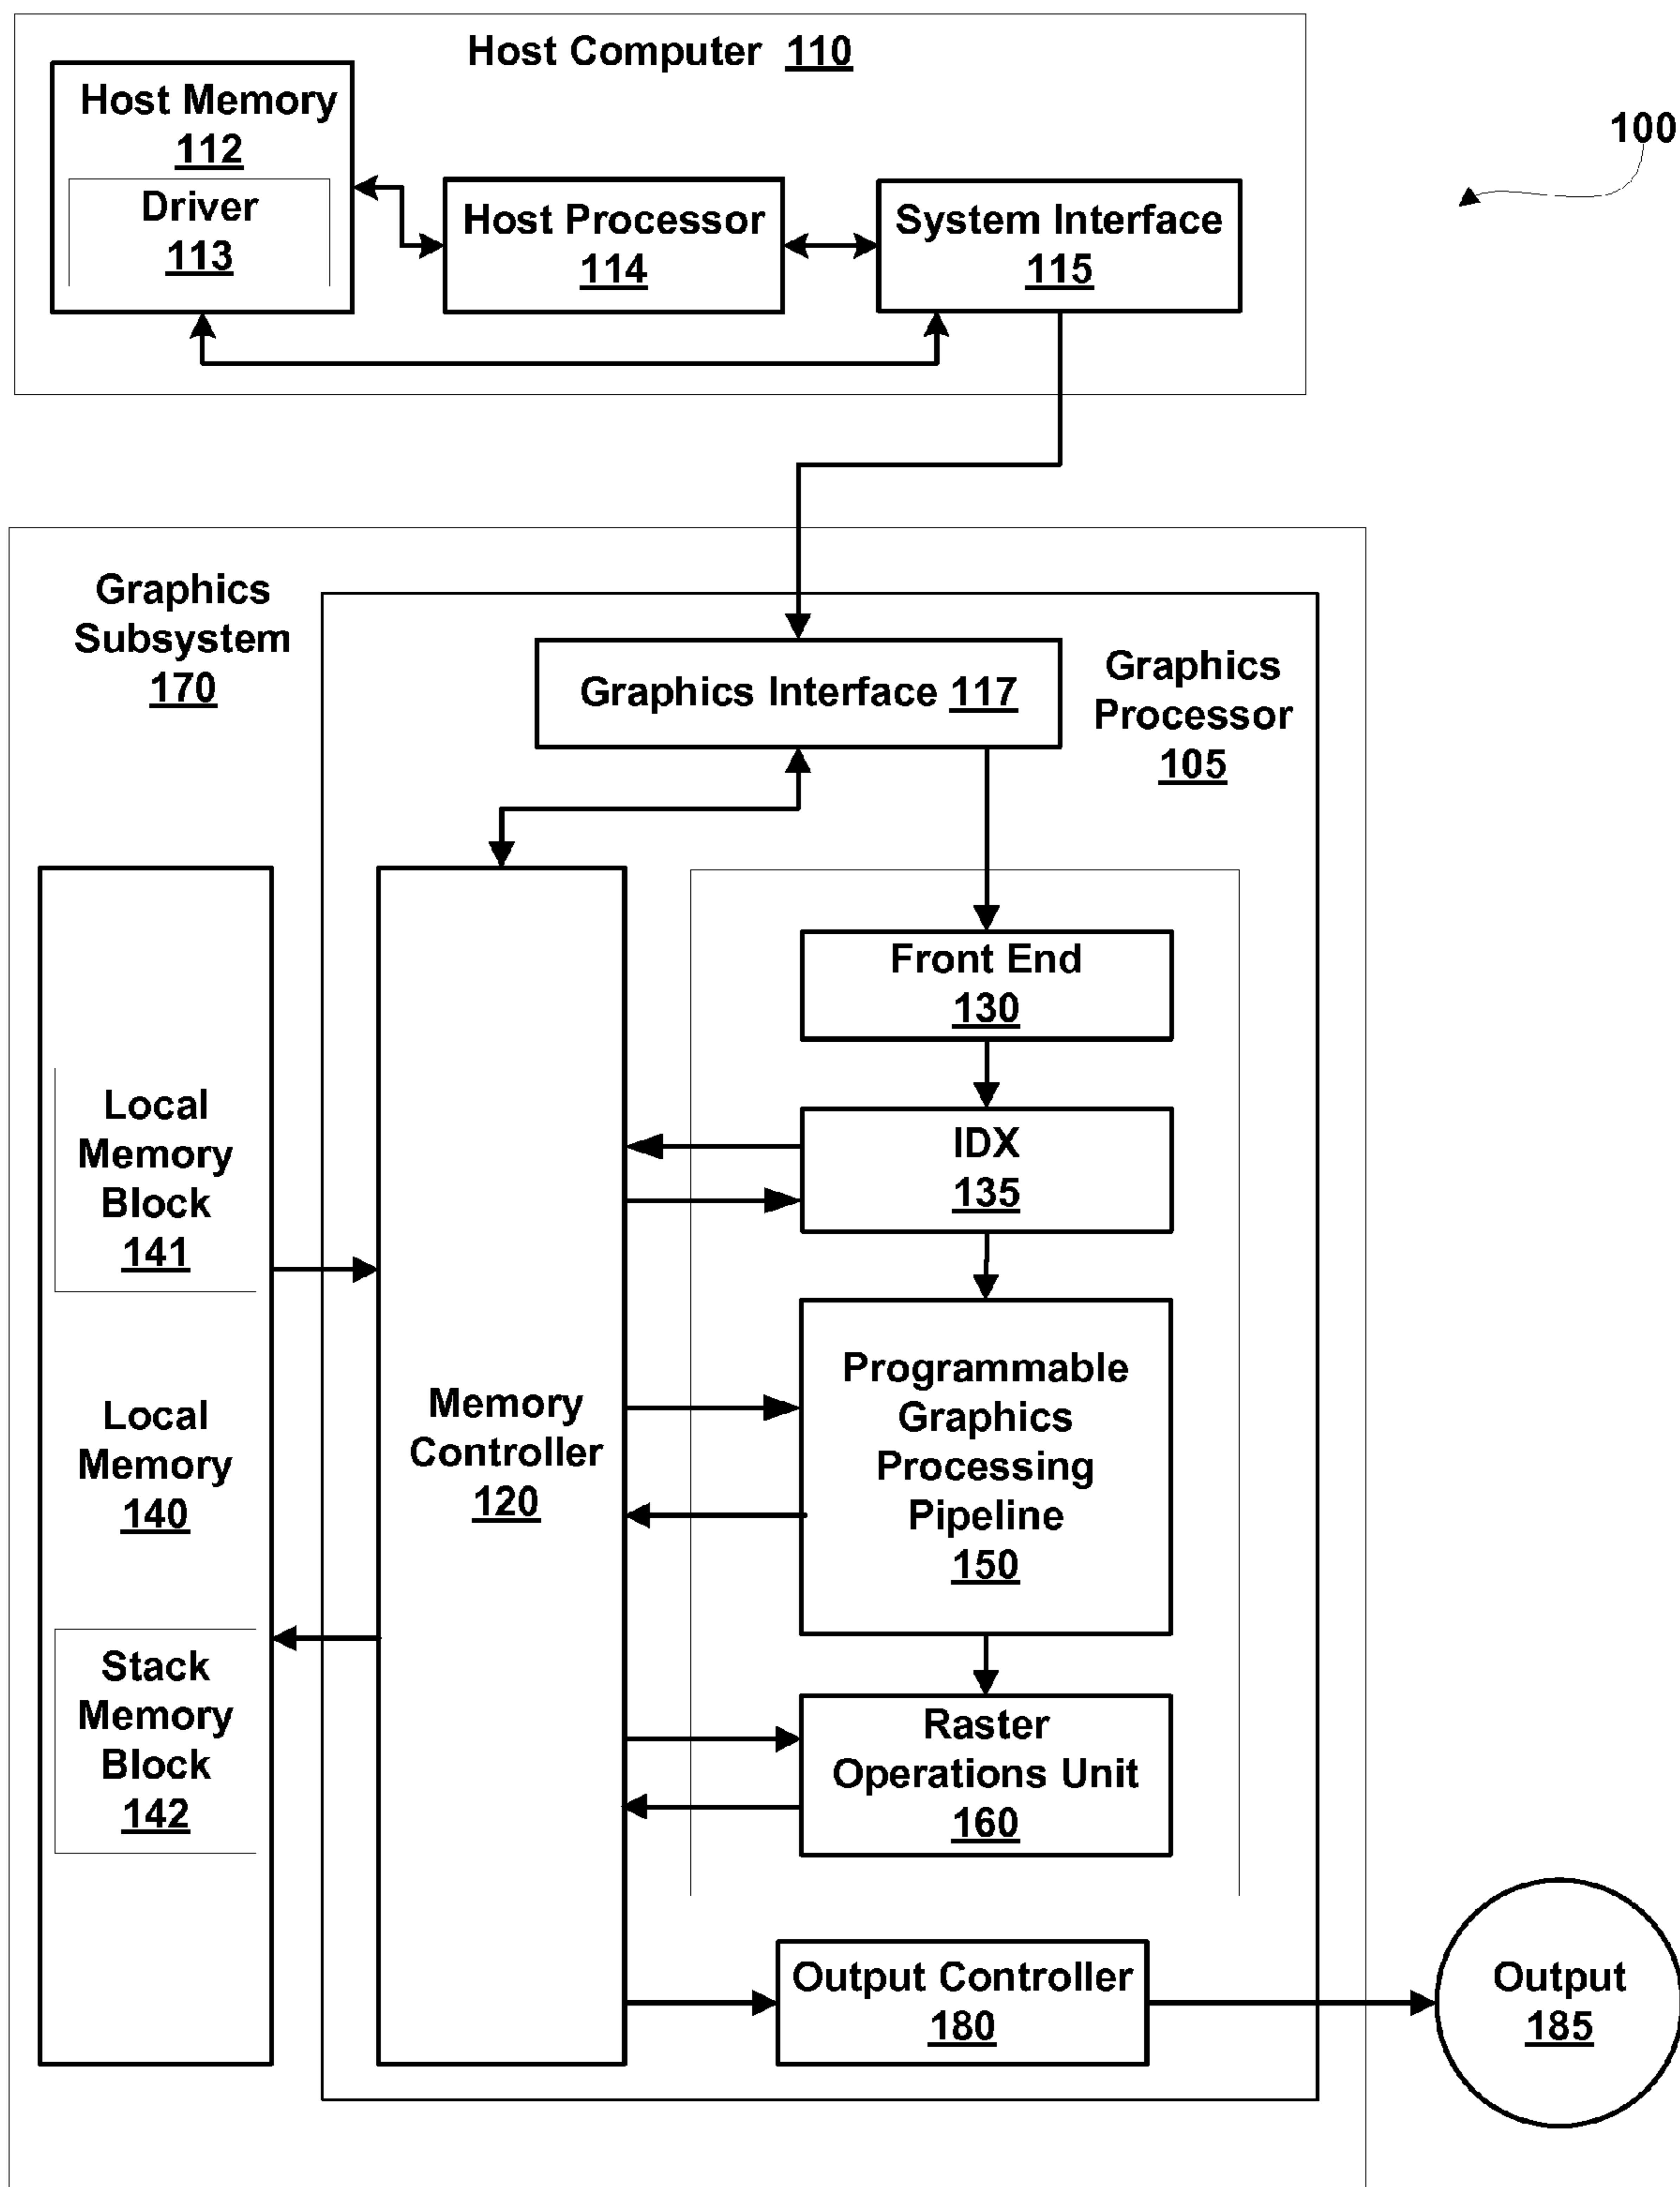 Host Computer 110
Host Memory
112
Driver
113
Host Processor
114
System Interface
115
100
Graphics
Subsystem
170
Graphics Interface 117
Graphics
Processor
105
Front End
130
IDX
135
Local
Memory
Block
141
Local
Memory
140
Memory
Controller
120
Programmable
Graphics
Processing
Pipeline
150
Stack
Memory
Block
142
Raster
Operations Unit
160
Output Controller
180
Output
185